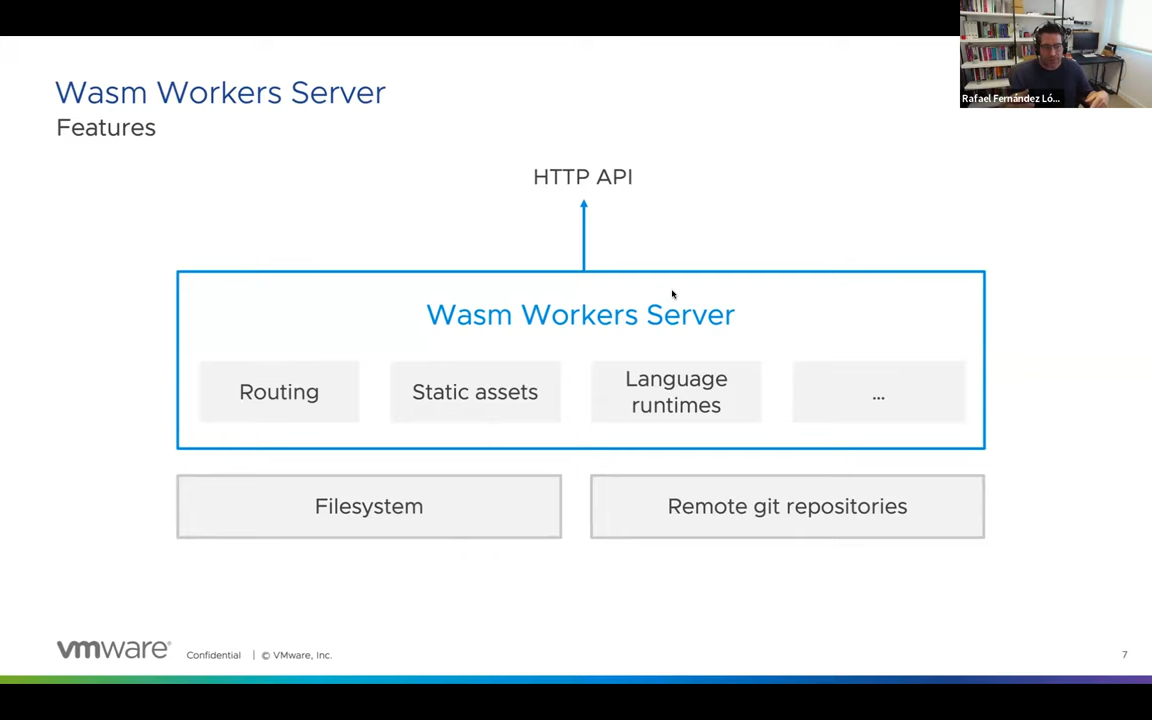 Rafael Fernández Ló...
Wasm Workers Server
Features
HTTP API
Wasm Workers Server
Routing
Static assets
Language
runtimes
...
Filesystem
Remote git repositories
vmware®
Confidential | © VMware, Inc.
7